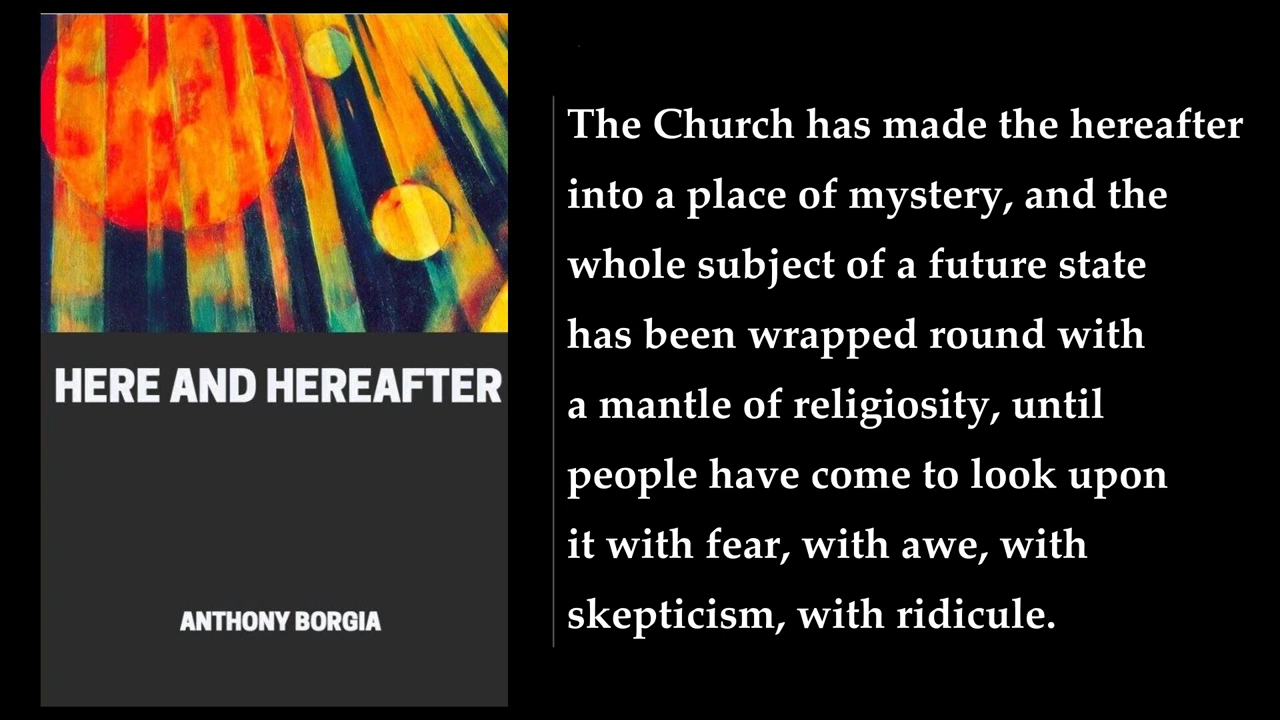 HERE AND HEREAFTER
ANTHONY BORGIA
The Church has made the hereafter
into a place of mystery, and the
whole subject of a future state
has been wrapped round with
a mantle of religiosity, until
people have come to look upon
it with fear, with awe, with
skepticism, with ridicule.